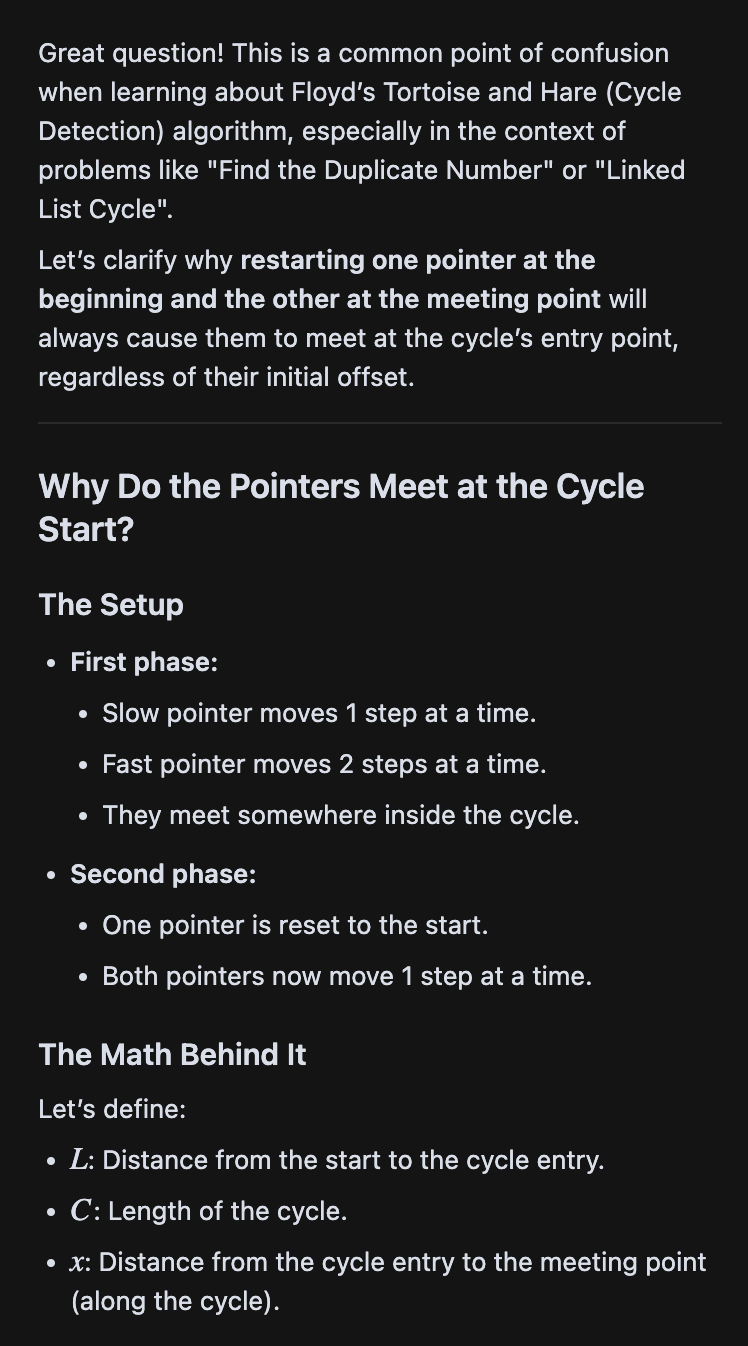 Great question! This is a common point of confusion
when learning about Floyd’s Tortoise and Hare (Cycle
Detection) algorithm, especially in the context of
problems like "Find the Duplicate Number" or "Linked
List Cycle".
Let’s clarify why restarting one pointer at the
beginning and the other at the meeting point will
always cause them to meet at the cycle’s entry point,
regardless of their initial offset.
Why Do the Pointers Meet at the Cycle
Start?
The Setup
• First phase:
• Slow pointer moves 1 step at a time.
• Fast pointer moves 2 steps at a time.
• They meet somewhere inside the cycle.
• Second phase:
• One pointer is reset to the start.
• Both pointers now move 1 step at a time.
The Math Behind It
Let’s define:
• L: Distance from the start to the cycle entry.
• C: Length of the cycle.
• x: Distance from the cycle entry to the meeting point
(along the cycle).